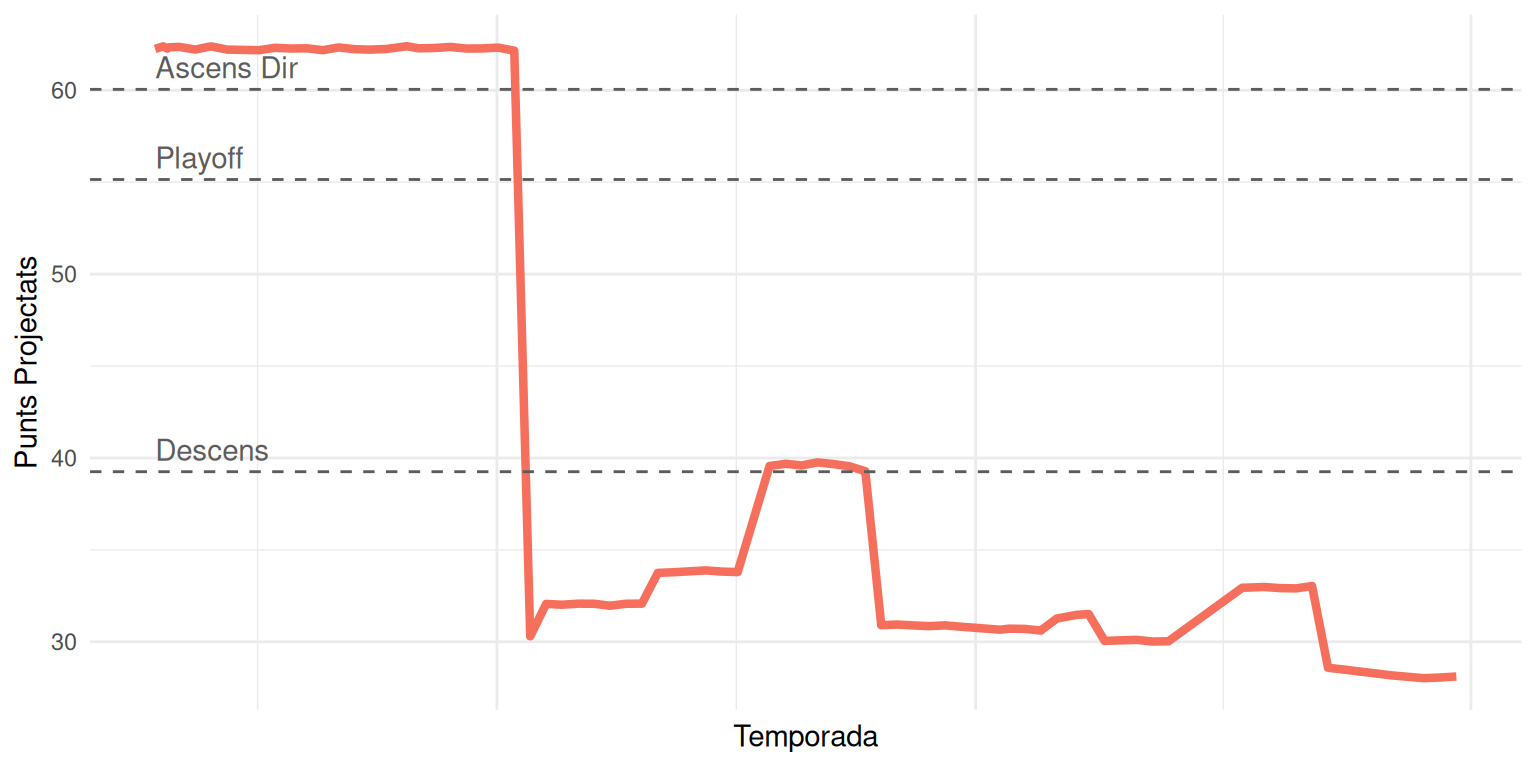 Ascens Dir
60
Playoff
50
Descens
40
30
Punts Projectats
Temporada